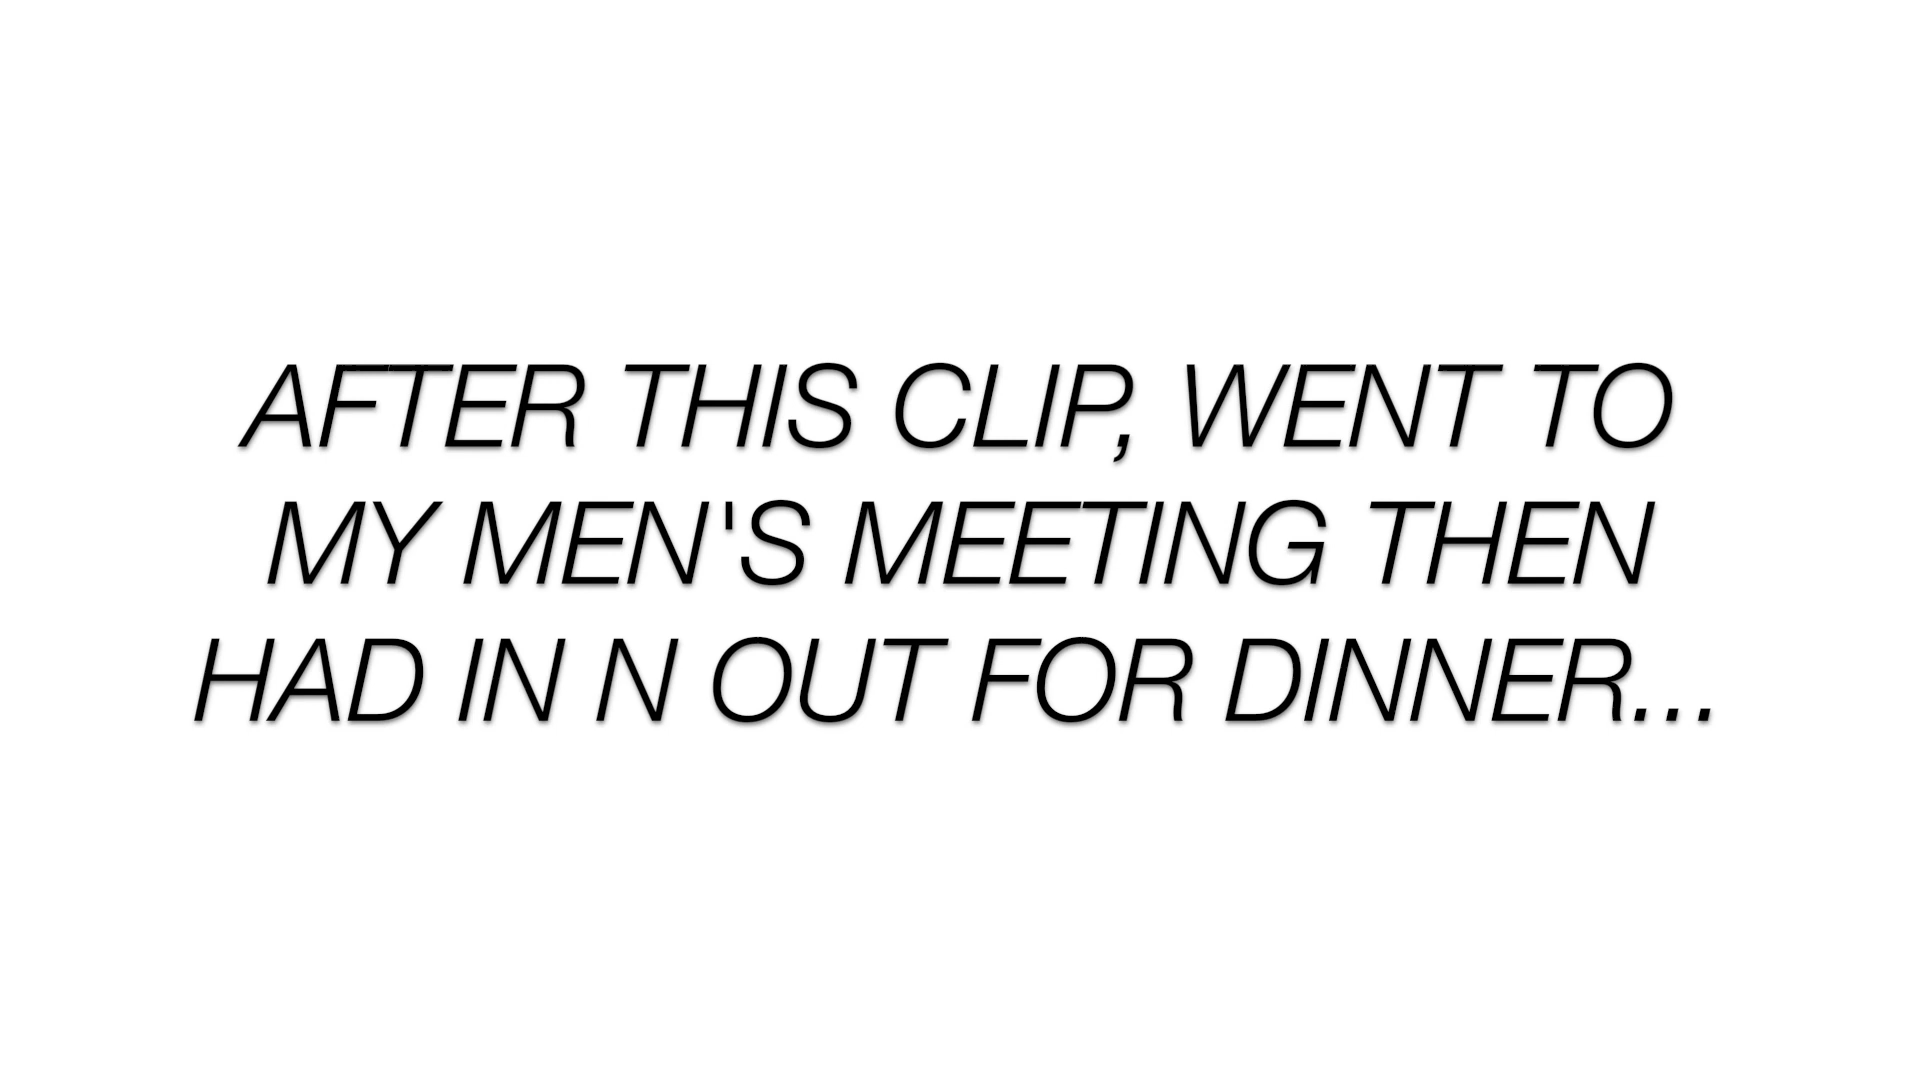 AFTER THIS CLIP, WENT TO
MY MEN'S MEETING THEN
HAD IN N OUT FOR DINNER...